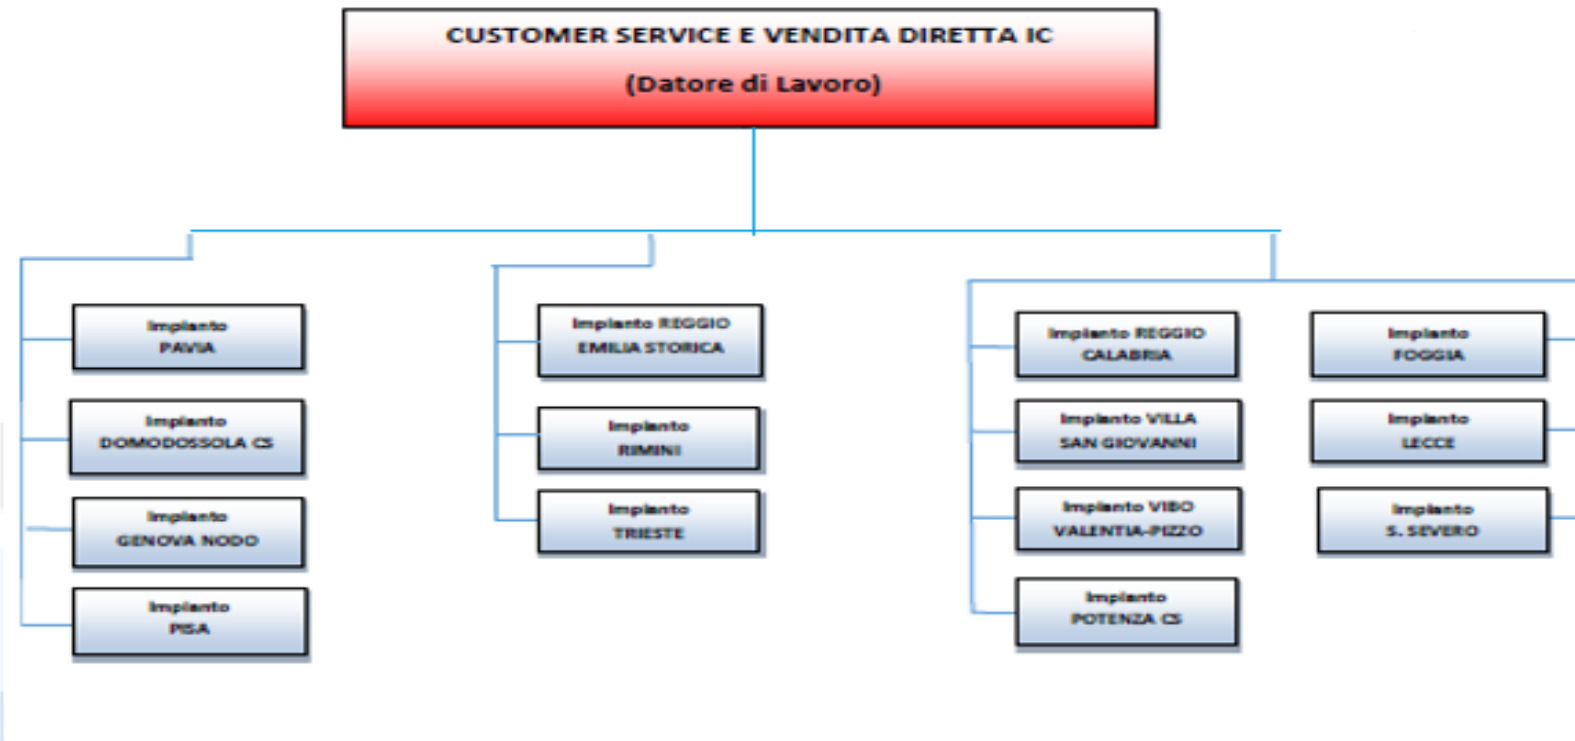 CUSTOMER SERVICE E VENDITA DIRETTA IC
(Datore di Lavoro)
Impianto
PAVIA
Impianto
DOMODOSSOLA CS
Impianto
GENOVA NODO
Impianto
PISA
Impianto REGGIO
EMILIA STORICA
Impianto
RIMINI
Impianto
TRIESTE
Impianto REGGIO
CALABRIA
Impianto VILLA
SAN GIOVANNI
Impianto VIBO
VALENTIA-PIZZO
Impianto
POTENZA CS
Impianto
FOGGIA
Impianto
LECCE
Impianto
S. SEVERO